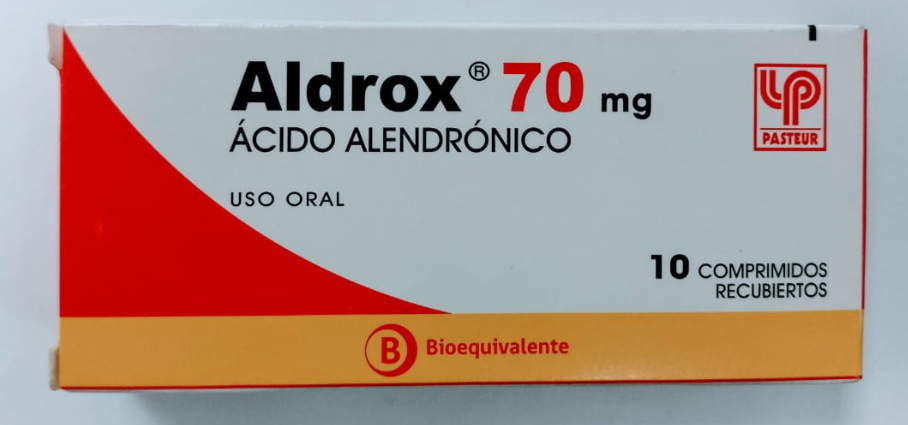 Aldrox® 70 mg
ÁCIDO ALENDRÓNICO
USO ORAL
LP
PASTEUR
10 COMPRIMIDOS
RECUBIERTOS
B Bioequivalente